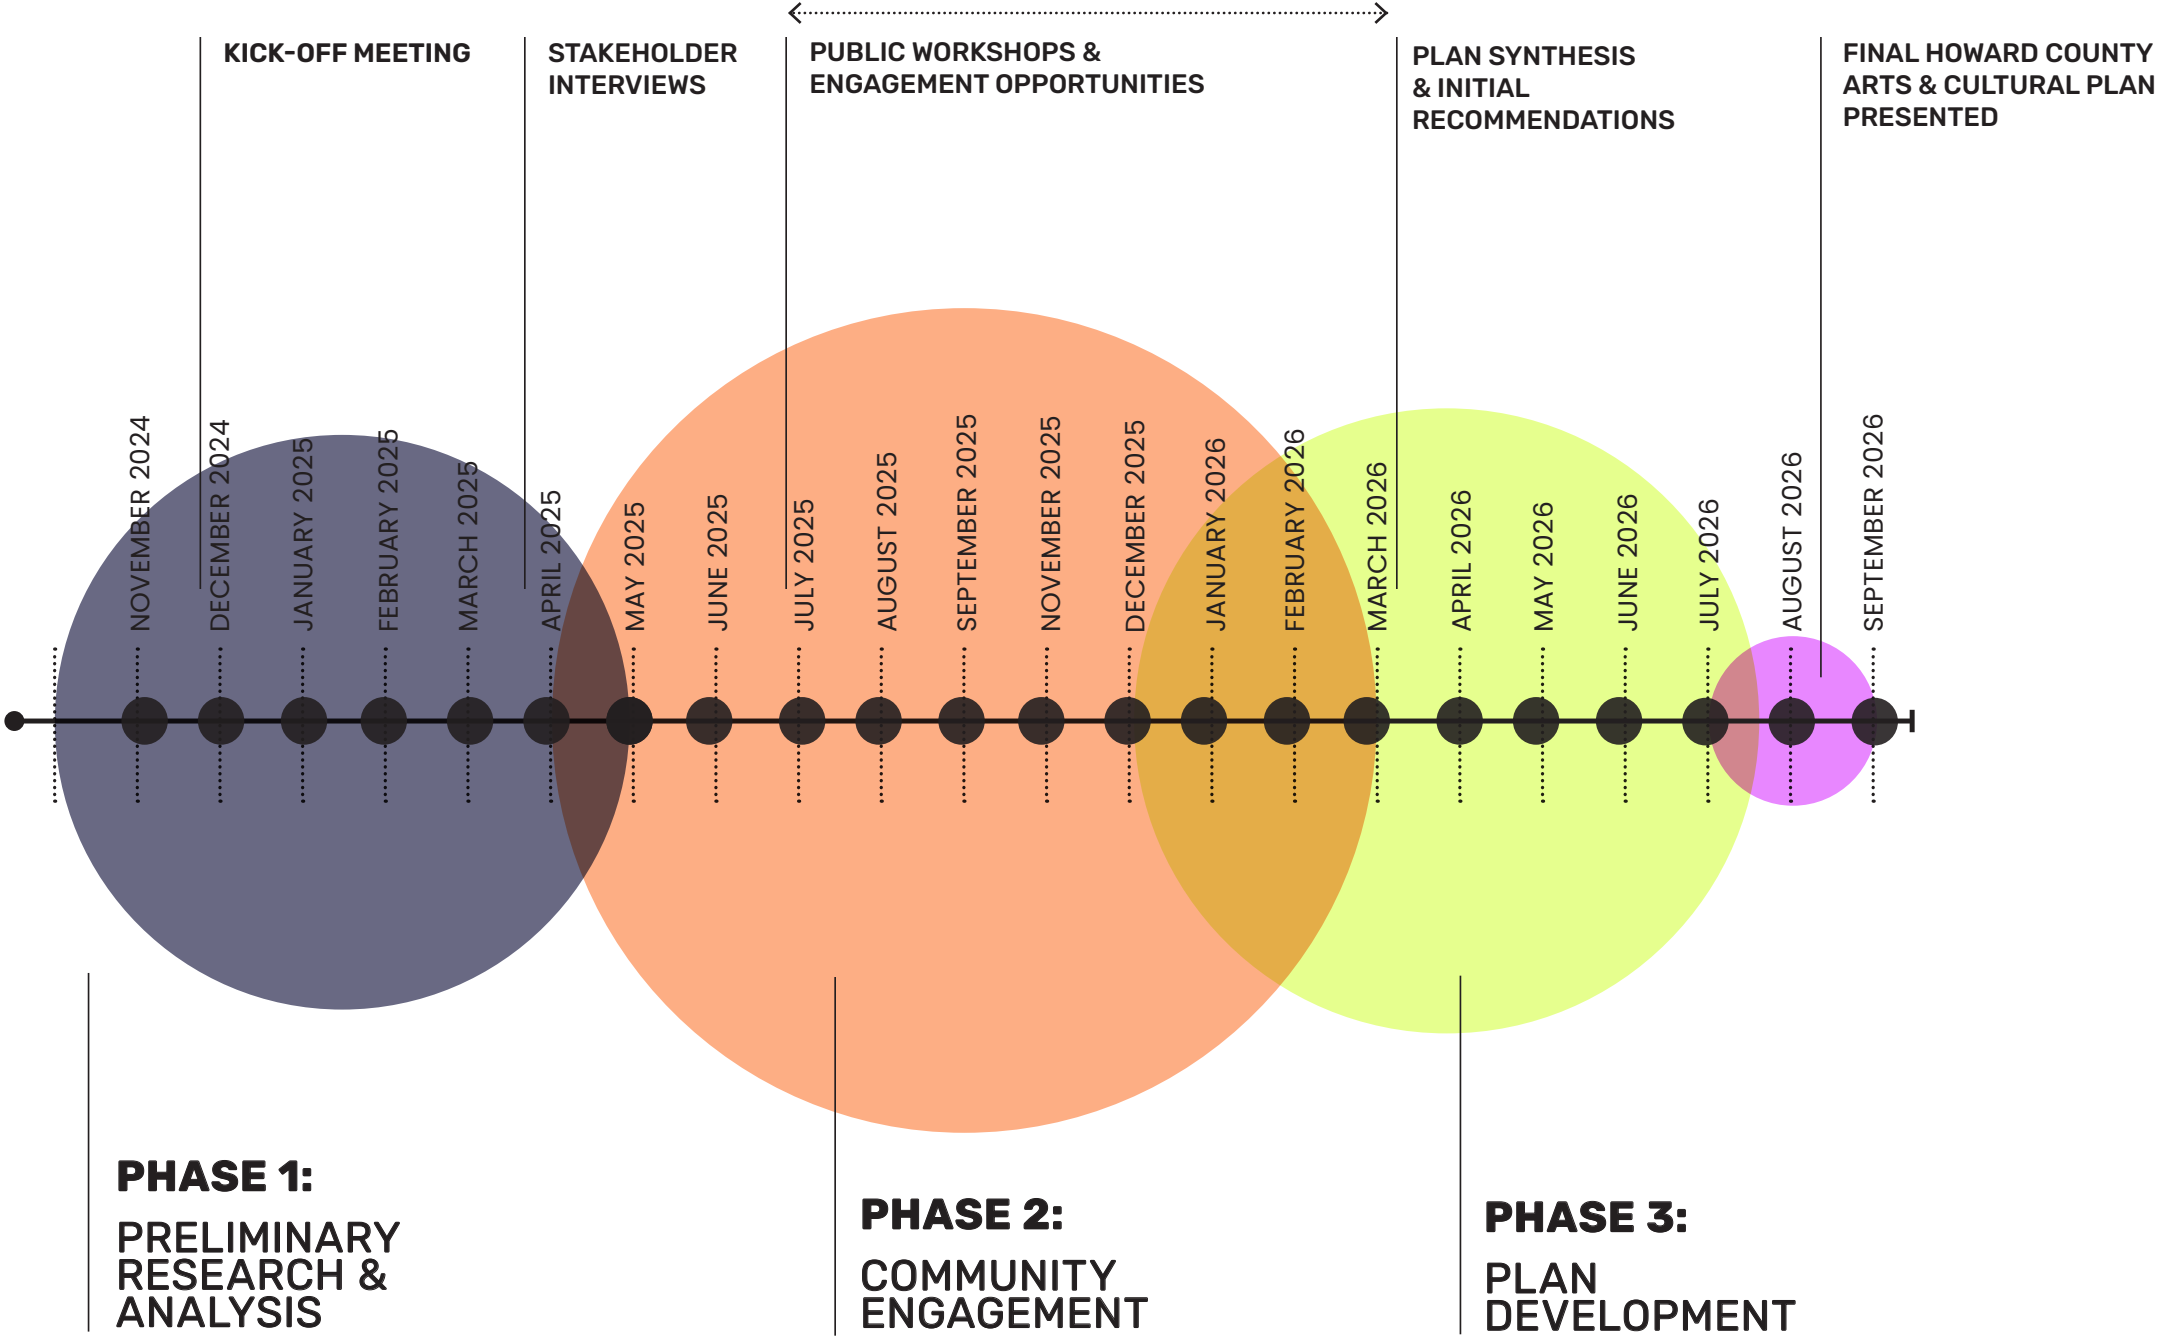 KICK-OFF MEETING
STAKEHOLDER
INTERVIEWS
PUBLIC WORKSHOPS &
ENGAGEMENT OPPORTUNITIES
PLAN SYNTHESIS
& INITIAL
RECOMMENDATIONS
FINAL HOWARD COUNTY
ARTS & CULTURAL PLAN
PRESENTED
NOVEMBER 2024
DECEMBER 2024
JANUARY 2025
FEBRUARY 2025
MARCH 2025
APRIL 2025
MAY 2025
JUNE 2025
JULY 2025
AUGUST 2025
SEPTEMBER 2025
NOVEMBER 2025
DECEMBER 2025
JANUARY 2026
FEBRUARY 2026
MARCH 2026
APRIL 2026
MAY 2026
JUNE 2026
JULY 2026
AUGUST 2026
SEPTEMBER 2026
PHASE 1:
PRELIMINARY
RESEARCH &
ANALYSIS
PHASE 2:
COMMUNITY
ENGAGEMENT
PHASE 3:
PLAN
DEVELOPMENT